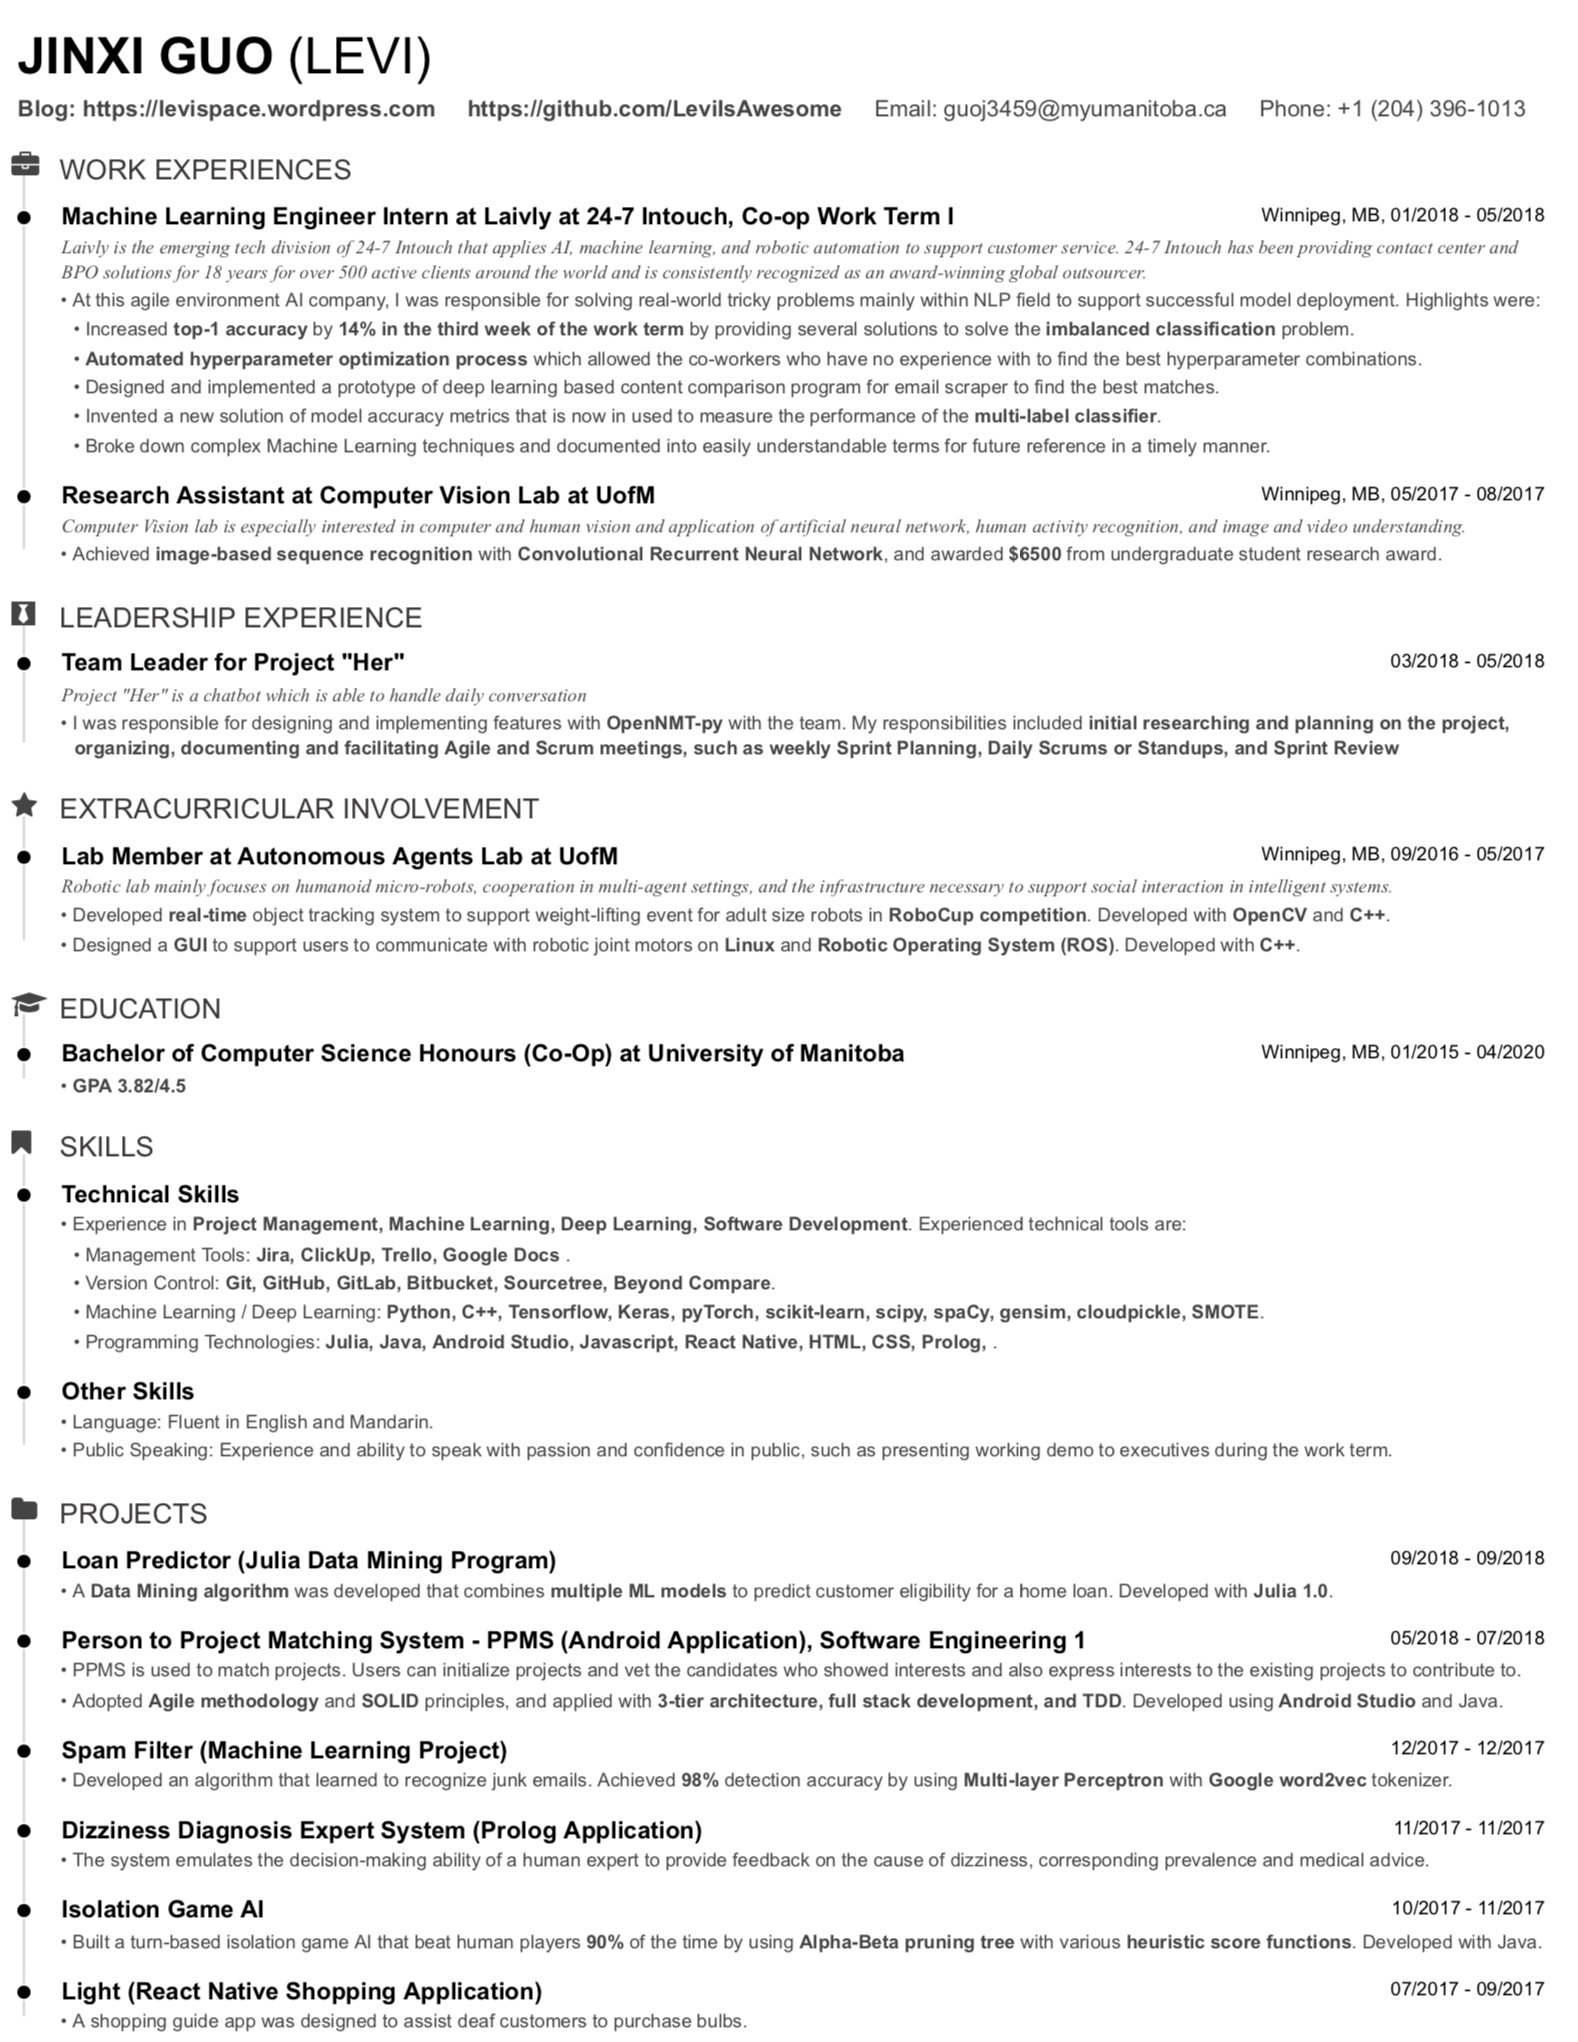 JINXI GUO (LEVI)
Blog: https://levispace.wordpress.com https://github.com/LeviIsAwesome Email: guoj3459@myumanitoba.ca Phone: +1 (204) 396-1013
WORK EXPERIENCES
Machine Learning Engineer Intern at Laivly at 24-7 Intouch, Co-op Work Term I Winnipeg, MB, 01/2018 - 05/2018
Laivly is the emerging tech division of 24-7 Intouch that applies AI, machine learning, and robotic automation to support customer service. 24-7 Intouch has been providing contact center and
BPO solutions for 18 years for over 500 active clients around the world and is consistently recognized as an award-winning global outsourcer.
• At this agile environment AI company, I was responsible for solving real-world tricky problems mainly within NLP field to support successful model deployment. Highlights were:
• Increased top-1 accuracy by 14% in the third week of the work term by providing several solutions to solve the imbalanced classification problem.
• Automated hyperparameter optimization process which allowed the co-workers who have no experience with to find the best hyperparameter combinations.
• Designed and implemented a prototype of deep learning based content comparison program for email scraper to find the best matches.
• Invented a new solution of model accuracy metrics that is now in used to measure the performance of the multi-label classifier.
• Broke down complex Machine Learning techniques and documented into easily understandable terms for future reference in a timely manner.
Research Assistant at Computer Vision Lab at UofM Winnipeg, MB, 05/2017 - 08/2017
Computer Vision lab is especially interested in computer and human vision and application of artificial neural network, human activity recognition, and image and video understanding.
• Achieved image-based sequence recognition with Convolutional Recurrent Neural Network, and awarded $6500 from undergraduate student research award.
LEADERSHIP EXPERIENCE
Team Leader for Project "Her" 03/2018 - 05/2018
Project "Her" is a chatbot which is able to handle daily conversation
• I was responsible for designing and implementing features with OpenNMT-py with the team. My responsibilities included initial researching and planning on the project,
organizing, documenting and facilitating Agile and Scrum meetings, such as weekly Sprint Planning, Daily Scrums or Standups, and Sprint Review
EXTRACURRICULAR INVOLVEMENT
Lab Member at Autonomous Agents Lab at UofM Winnipeg, MB, 09/2016 - 05/2017
Robotic lab mainly focuses on humanoid micro-robots, cooperation in multi-agent settings, and the infrastructure necessary to support social interaction in intelligent systems.
• Developed real-time object tracking system to support weight-lifting event for adult size robots in RoboCup competition. Developed with OpenCV and C++.
• Designed a GUI to support users to communicate with robotic joint motors on Linux and Robotic Operating System (ROS). Developed with C++.
EDUCATION
Bachelor of Computer Science Honours (Co-Op) at University of Manitoba Winnipeg, MB, 01/2015 - 04/2020
• GPA 3.82/4.5
SKILLS
Technical Skills
• Experience in Project Management, Machine Learning, Deep Learning, Software Development. Experienced technical tools are:
• Management Tools: Jira, ClickUp, Trello, Google Docs .
• Version Control: Git, GitHub, GitLab, Bitbucket, Sourcetree, Beyond Compare.
• Machine Learning / Deep Learning: Python, C++, Tensorflow, Keras, pyTorch, scikit-learn, scipy, spaCy, gensim, cloudpickle, SMOTE.
• Programming Technologies: Julia, Java, Android Studio, Javascript, React Native, HTML, CSS, Prolog, .
Other Skills
• Language: Fluent in English and Mandarin.
• Public Speaking: Experience and ability to speak with passion and confidence in public, such as presenting working demo to executives during the work term.
PROJECTS
Loan Predictor (Julia Data Mining Program) 09/2018 - 09/2018
• A Data Mining algorithm was developed that combines multiple ML models to predict customer eligibility for a home loan. Developed with Julia 1.0.
Person to Project Matching System - PPMS (Android Application), Software Engineering 1 05/2018 - 07/2018
• PPMS is used to match projects. Users can initialize projects and vet the candidates who showed interests and also express interests to the existing projects to contribute to.
• Adopted Agile methodology and SOLID principles, and applied with 3-tier architecture, full stack development, and TDD. Developed using Android Studio and Java.
Spam Filter (Machine Learning Project) 12/2017 - 12/2017
• Developed an algorithm that learned to recognize junk emails. Achieved 98% detection accuracy by using Multi-layer Perceptron with Google word2vec tokenizer.
Dizziness Diagnosis Expert System (Prolog Application) 11/2017 - 11/2017
• The system emulates the decision-making ability of a human expert to provide feedback on the cause of dizziness, corresponding prevalence and medical advice.
Isolation Game AI 10/2017 - 11/2017
• Built a turn-based isolation game AI that beat human players 90% of the time by using Alpha-Beta pruning tree with various heuristic score functions. Developed with Java.
Light (React Native Shopping Application) 07/2017 - 09/2017
• A shopping guide app was designed to assist deaf customers to purchase bulbs.